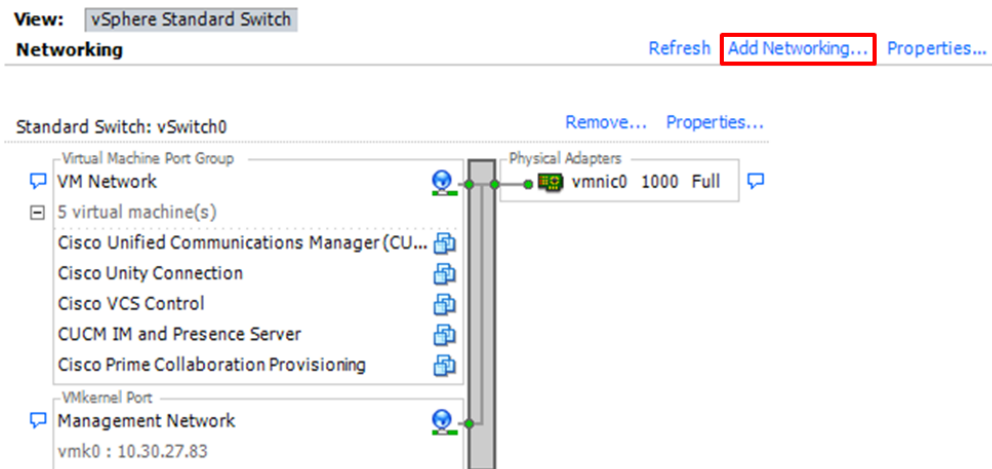 View: vSphere Standard Switch
Networking Refresh Add Networking... Properties...
Standard Switch: vSwitch0 Remove... Properties...
Virtual Machine Port Group Physical Adapters
VM Network vmnic0 1000 Full
5 virtual machine(s)
Cisco Unified Communications Manager (CU...
Cisco Unity Connection
Cisco VCS Control
CUCM IM and Presence Server
Cisco Prime Collaboration Provisioning
VMkernel Port
Management Network
vmk0 : 10.30.27.83